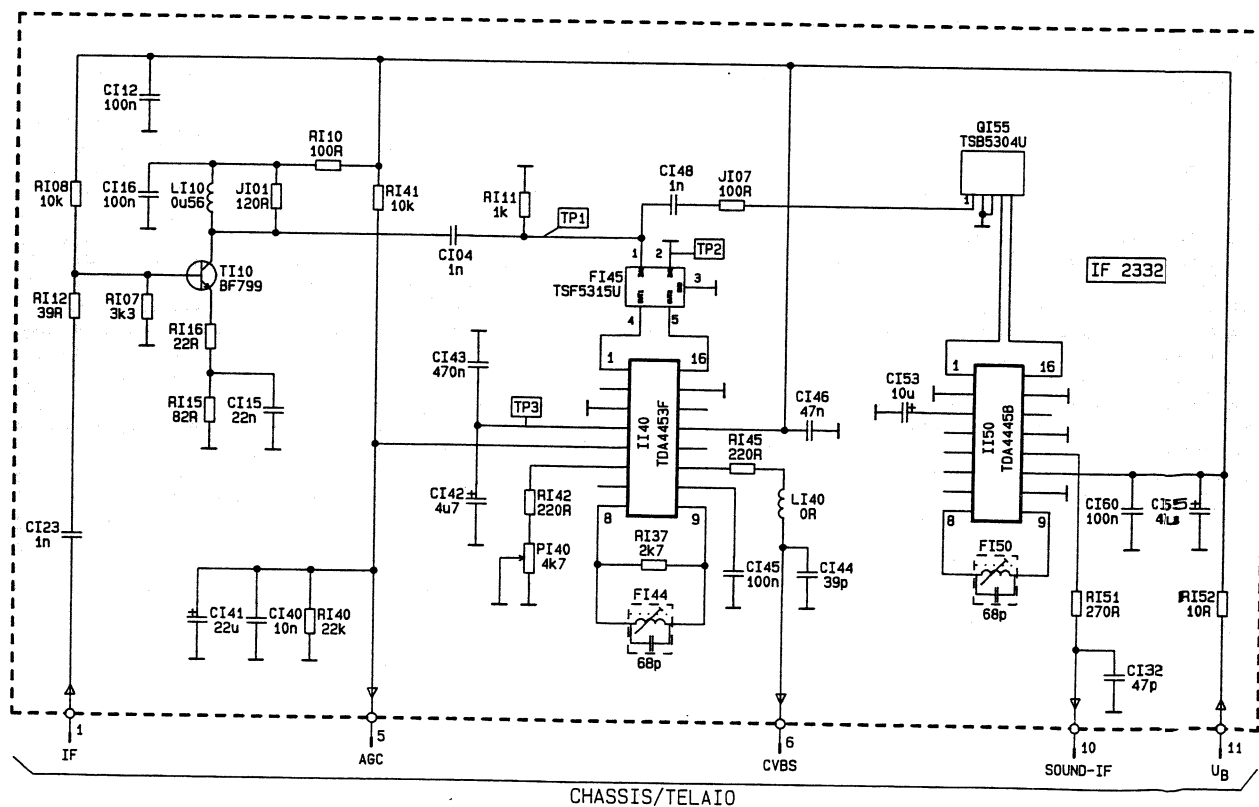 CI12
100n
QI55
TSB5304U
1
RI10
100R
CI48
1n
JI07
100R
RI08
10k
CI16
100n
LI10
0u56
JI01
120R
RI41
10k
RI11
1k
TP1
CI04
1n
1
2
TP2
TI10
BF799
FI45
TSF5315U
3
IF 2332
RI12
39R
RI07
3k3
4
5
RI16
22R
1
16
CI43
470n
1
16
CI53
10u
RI15
82R
CI15
22n
TP3
II40
TDA4453F
CI46
47n
RI45
220R
II50
TDA4445B
CI42
4u7
RI42
220R
LI40
0R
CI60
100n
8
9
8
9
CI23
1n
RI37
2k7
PI40
4k7
CI45
100n
CI44
39p
FI50
68p
FI44
68p
RI51
270R
RI52
10R
CI41
22u
CI40
10n
RI40
22k
CI32
47p
1
5
6
10
11
IF
AGC
CVBS
SOUND-IF
UB
CHASSIS/TELAIO